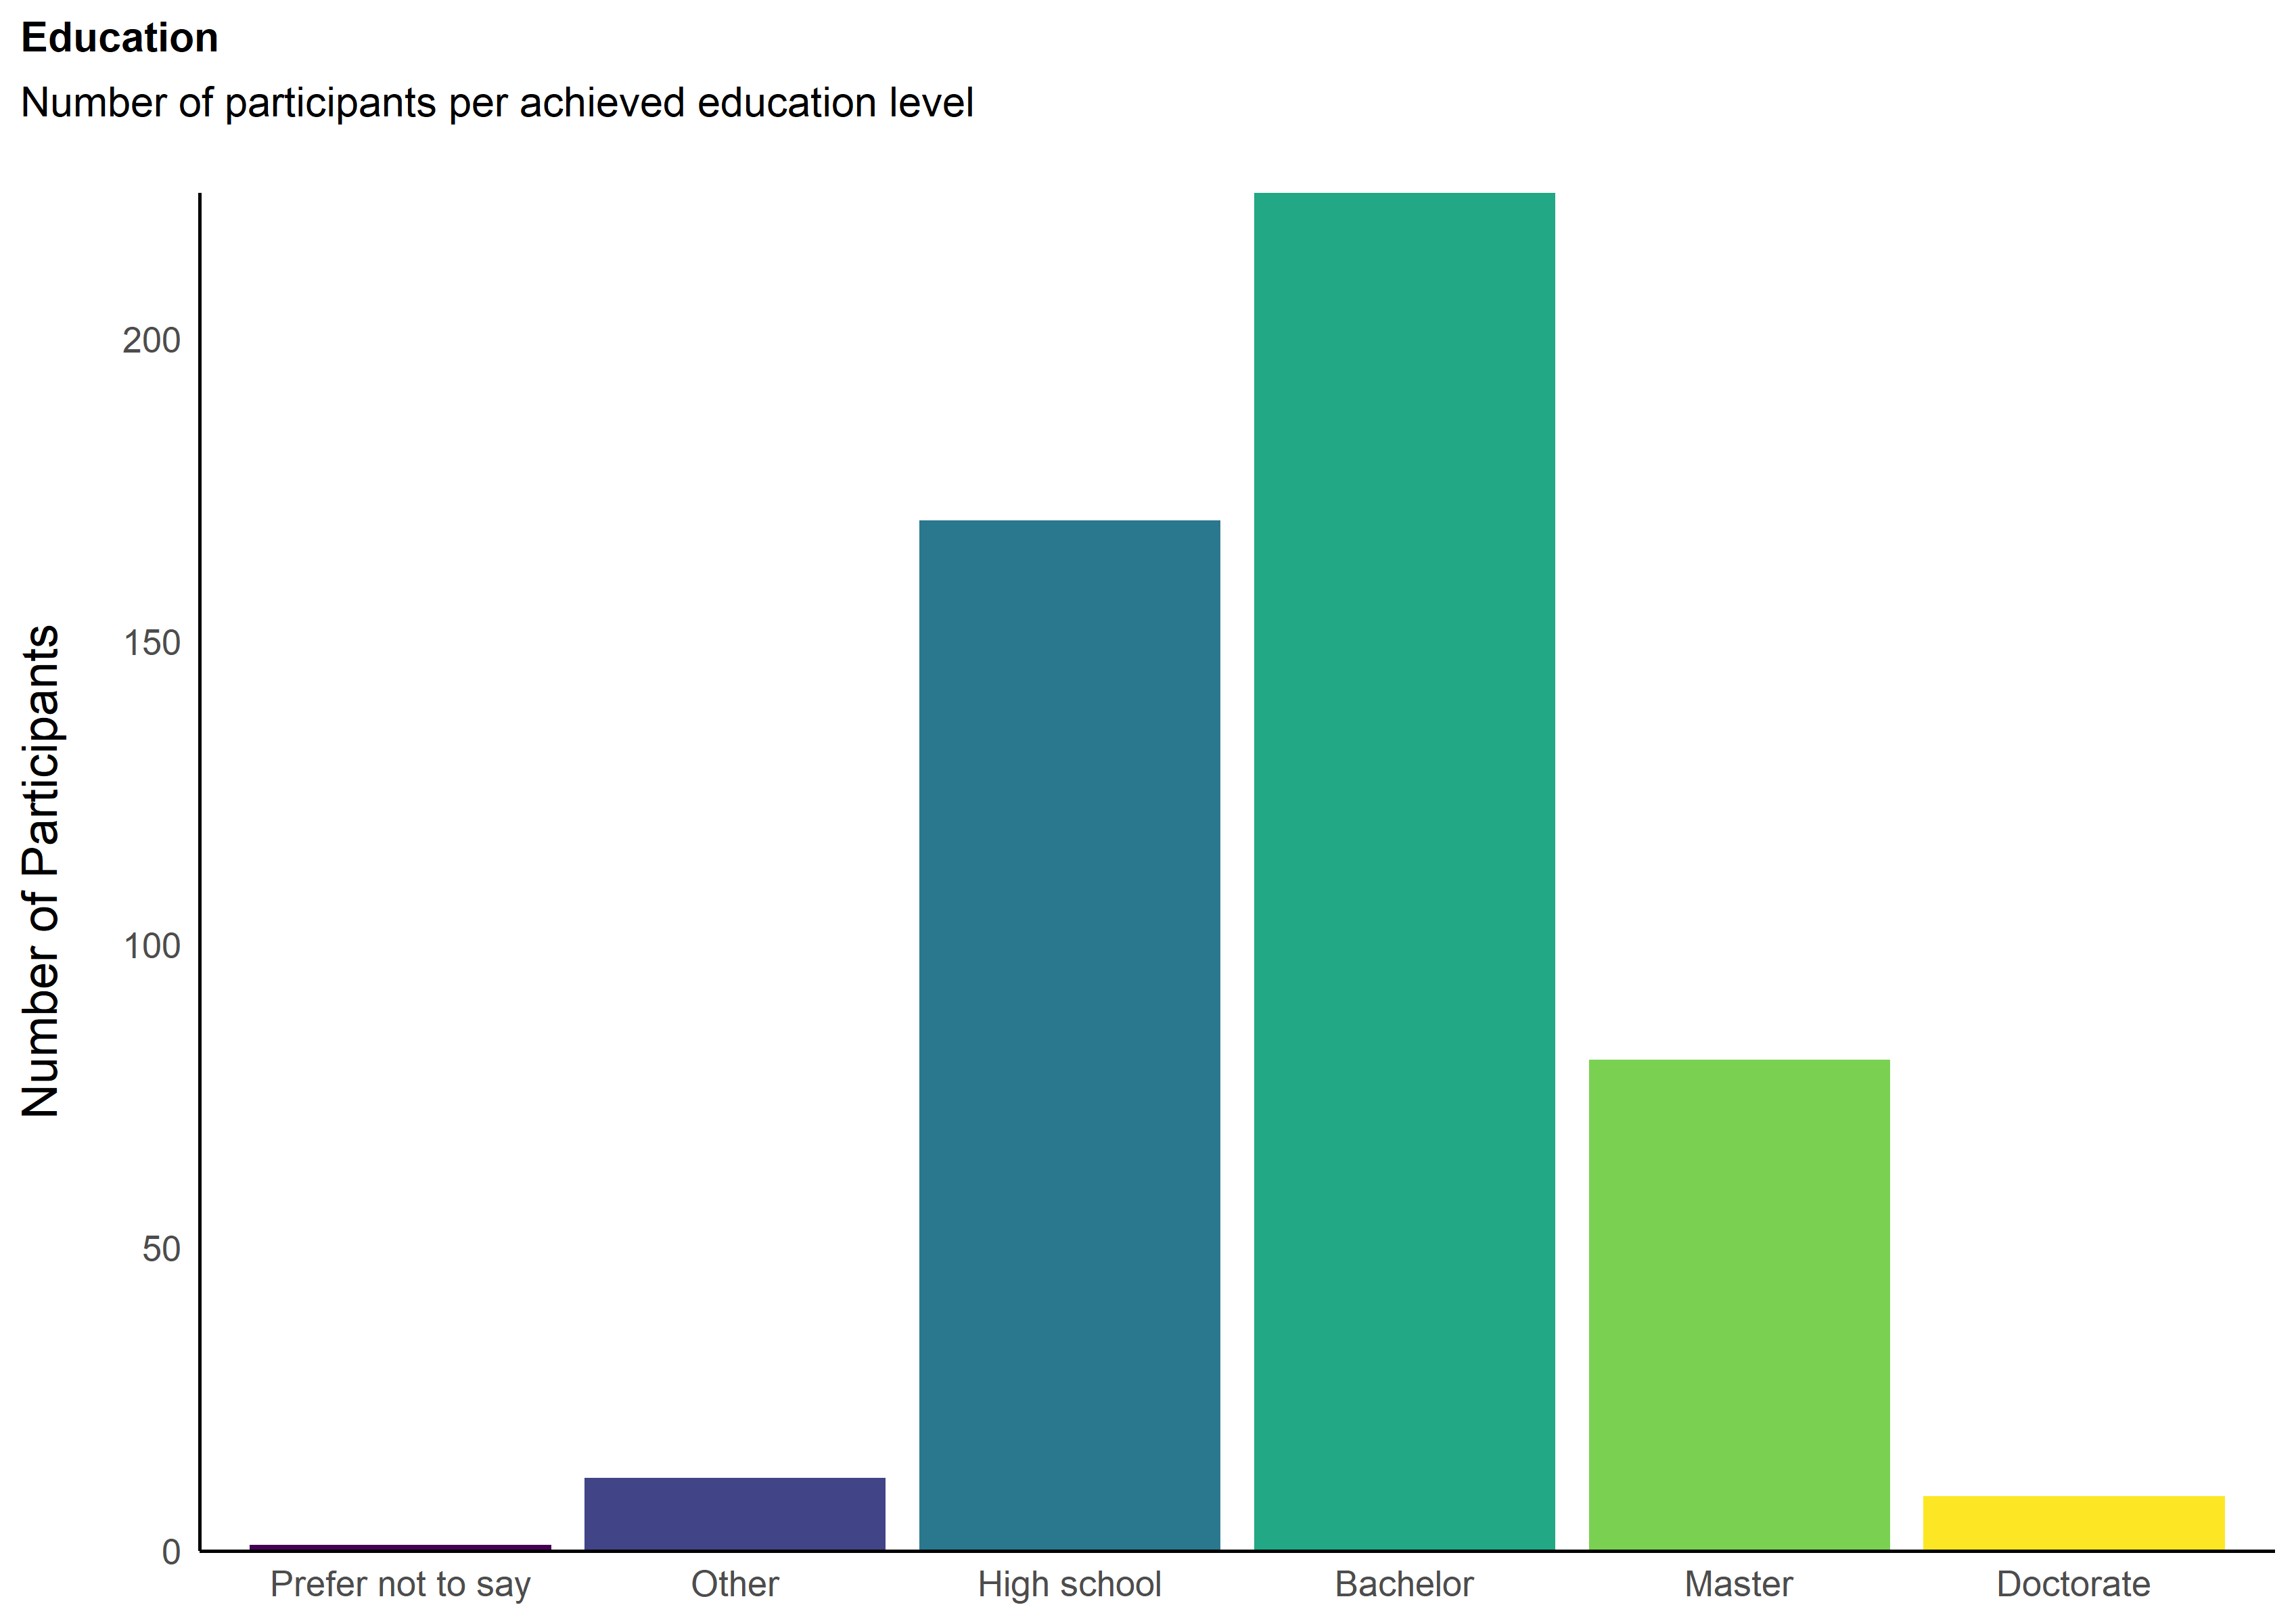 Education
Number of participants per achieved education level
Number of Participants
200
150
100
50
0
Prefer not to say
Other
High school
Bachelor
Master
Doctorate